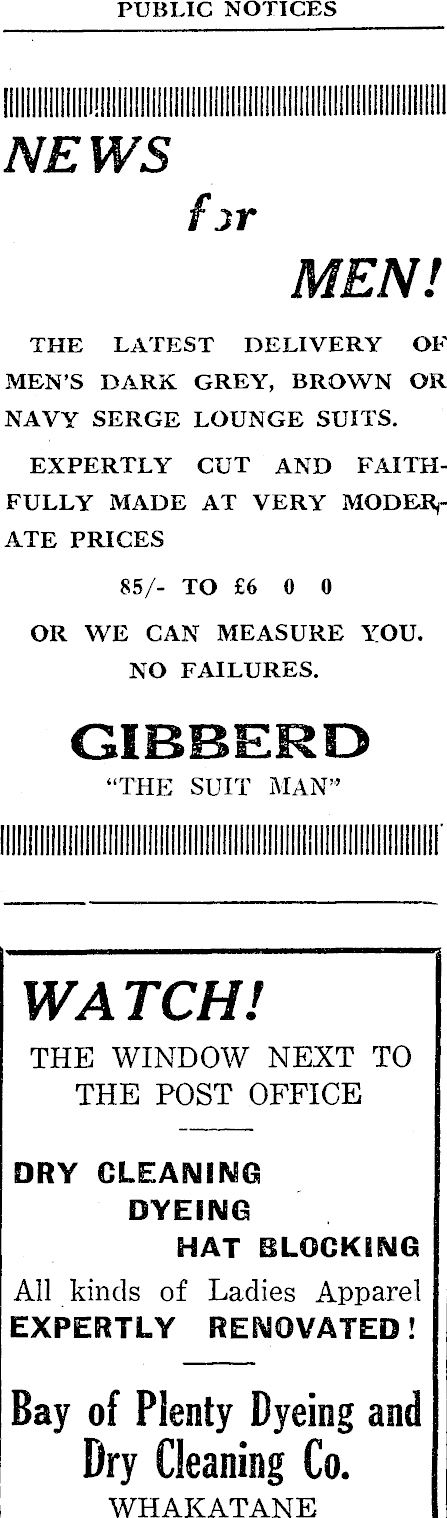 PUBLIC NOTICES
NEWS
for
MEN!
THE LATEST DELIVERY OF
MEN'S DARK GREY, BROWN OR
NAVY SERGE LOUNGE SUITS.
EXPERTLY CUT AND FAITH-
FULLY MADE AT VERY MODER-
ATE PRICES
85/- TO £6 0 0
OR WE CAN MEASURE YOU.
NO FAILURES.
GIBBERD
"THE SUIT MAN"
WATCH!
THE WINDOW NEXT TO
THE POST OFFICE
DRY CLEANING
DYEING
HAT BLOCKING
All kinds of Ladies Apparel
EXPERTLY RENOVATED!
Bay of Plenty Dyeing and
Dry Cleaning Co.
WHAKATANE